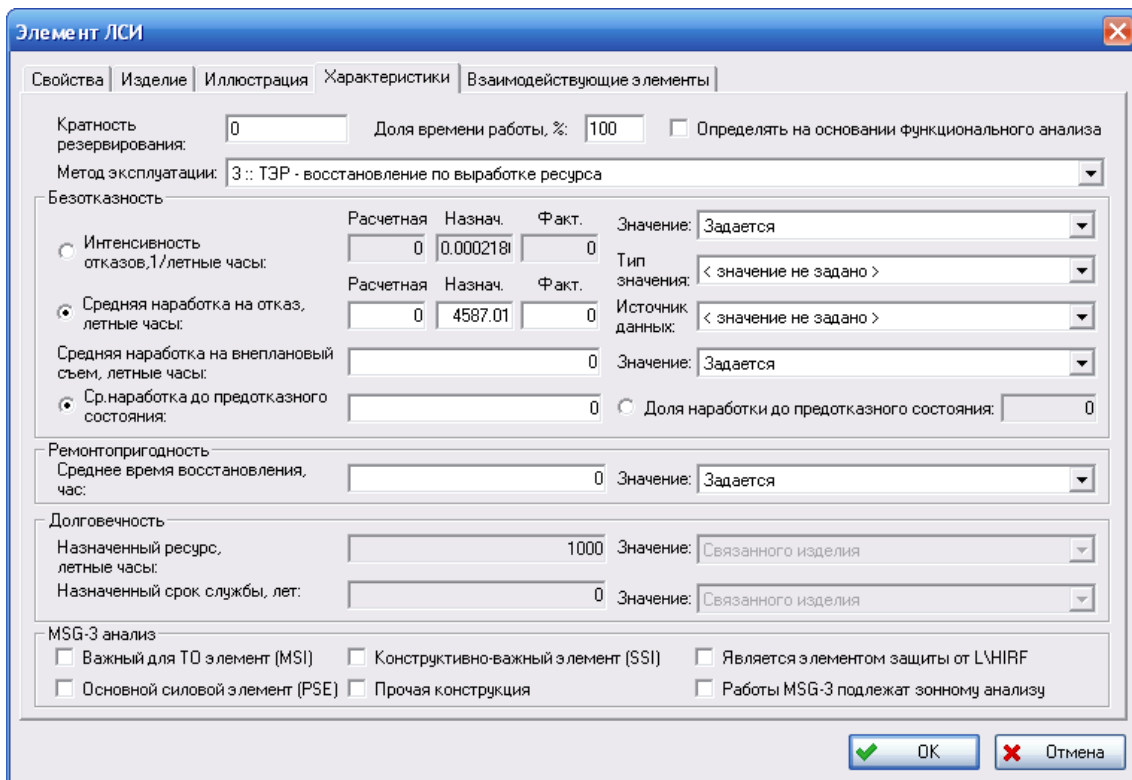 Элемент ЛСИ
Свойства Изделие Иллюстрация Характеристики Взаимодействующие элементы
Кратность
резервирования:
0
Доля времени работы, %:
100
Определять на основании функционального анализа
Метод эксплуатации:
3 :: ТЭР - восстановление по выработке ресурса
Безотказность
Расчетная Назнач. Факт.
Интенсивность
отказов,1/летные часы:
0 0.000218 0
Значение: Задается
Тип
значения:
< значение не задано >
Расчетная Назнач. Факт.
Средняя наработка на отказ,
летные часы:
0 4587.01 0
Источник
данных:
< значение не задано >
Средняя наработка на внеплановый
съем, летные часы:
0
Значение: Задается
Ср.наработка до предотказного
состояния:
0
Доля наработки до предотказного состояния: 0
Ремонтопригодность
Среднее время восстановления,
час:
0
Значение: Задается
Долговечность
Назначенный ресурс,
летные часы:
1000
Значение: Связанного изделия
Назначенный срок службы, лет:
0
Значение: Связанного изделия
MSG-3 анализ
Важный для ТО элемент (MSI) Конструктивно-важный элемент (SSI) Является элементом защиты от L\HIRF
Основной силовой элемент (PSE) Прочая конструкция Работы MSG-3 подлежат зонному анализу
OK Отмена